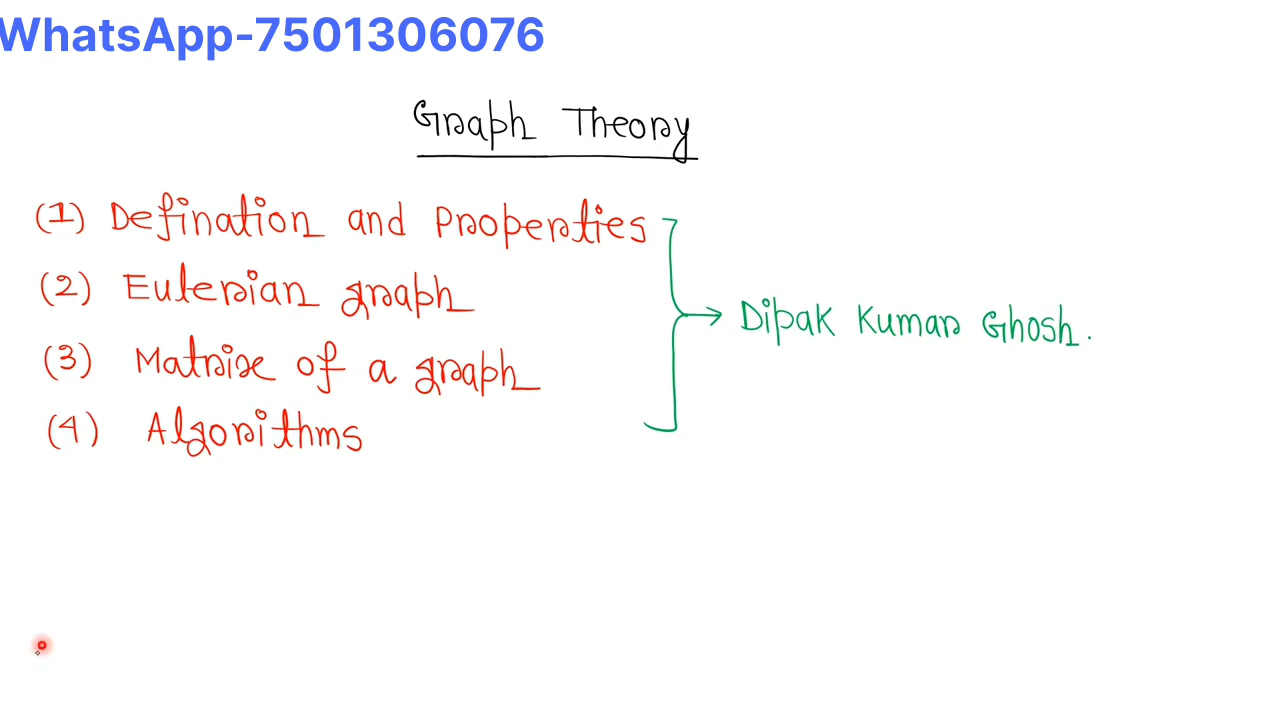 WhatsApp-7501306076
Graph Theory
(1) Defination and Properties
(2) Eulerian graph
(3) Matrix of a graph
(4) Algorithms
Dipak Kumar Ghosh.